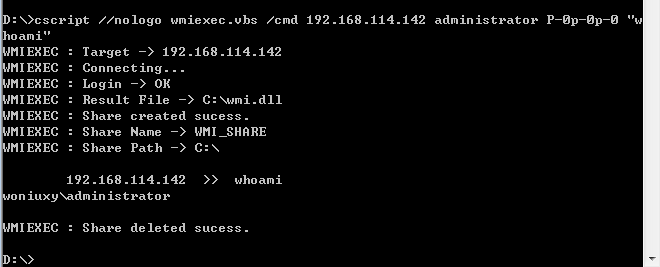 D:\>cscript //nologo wmiexec.vbs /cmd 192.168.114.142 administrator P-0p-0p-0 "w
hoami"
WMIEXEC : Target -> 192.168.114.142
WMIEXEC : Connecting...
WMIEXEC : Login -> OK
WMIEXEC : Result File -> C:\wmi.dll
WMIEXEC : Share created sucess.
WMIEXEC : Share Name -> WMI_SHARE
WMIEXEC : Share Path -> C:\
192.168.114.142  >>  whoami
woniuxy\administrator
WMIEXEC : Share deleted sucess.
D:\>